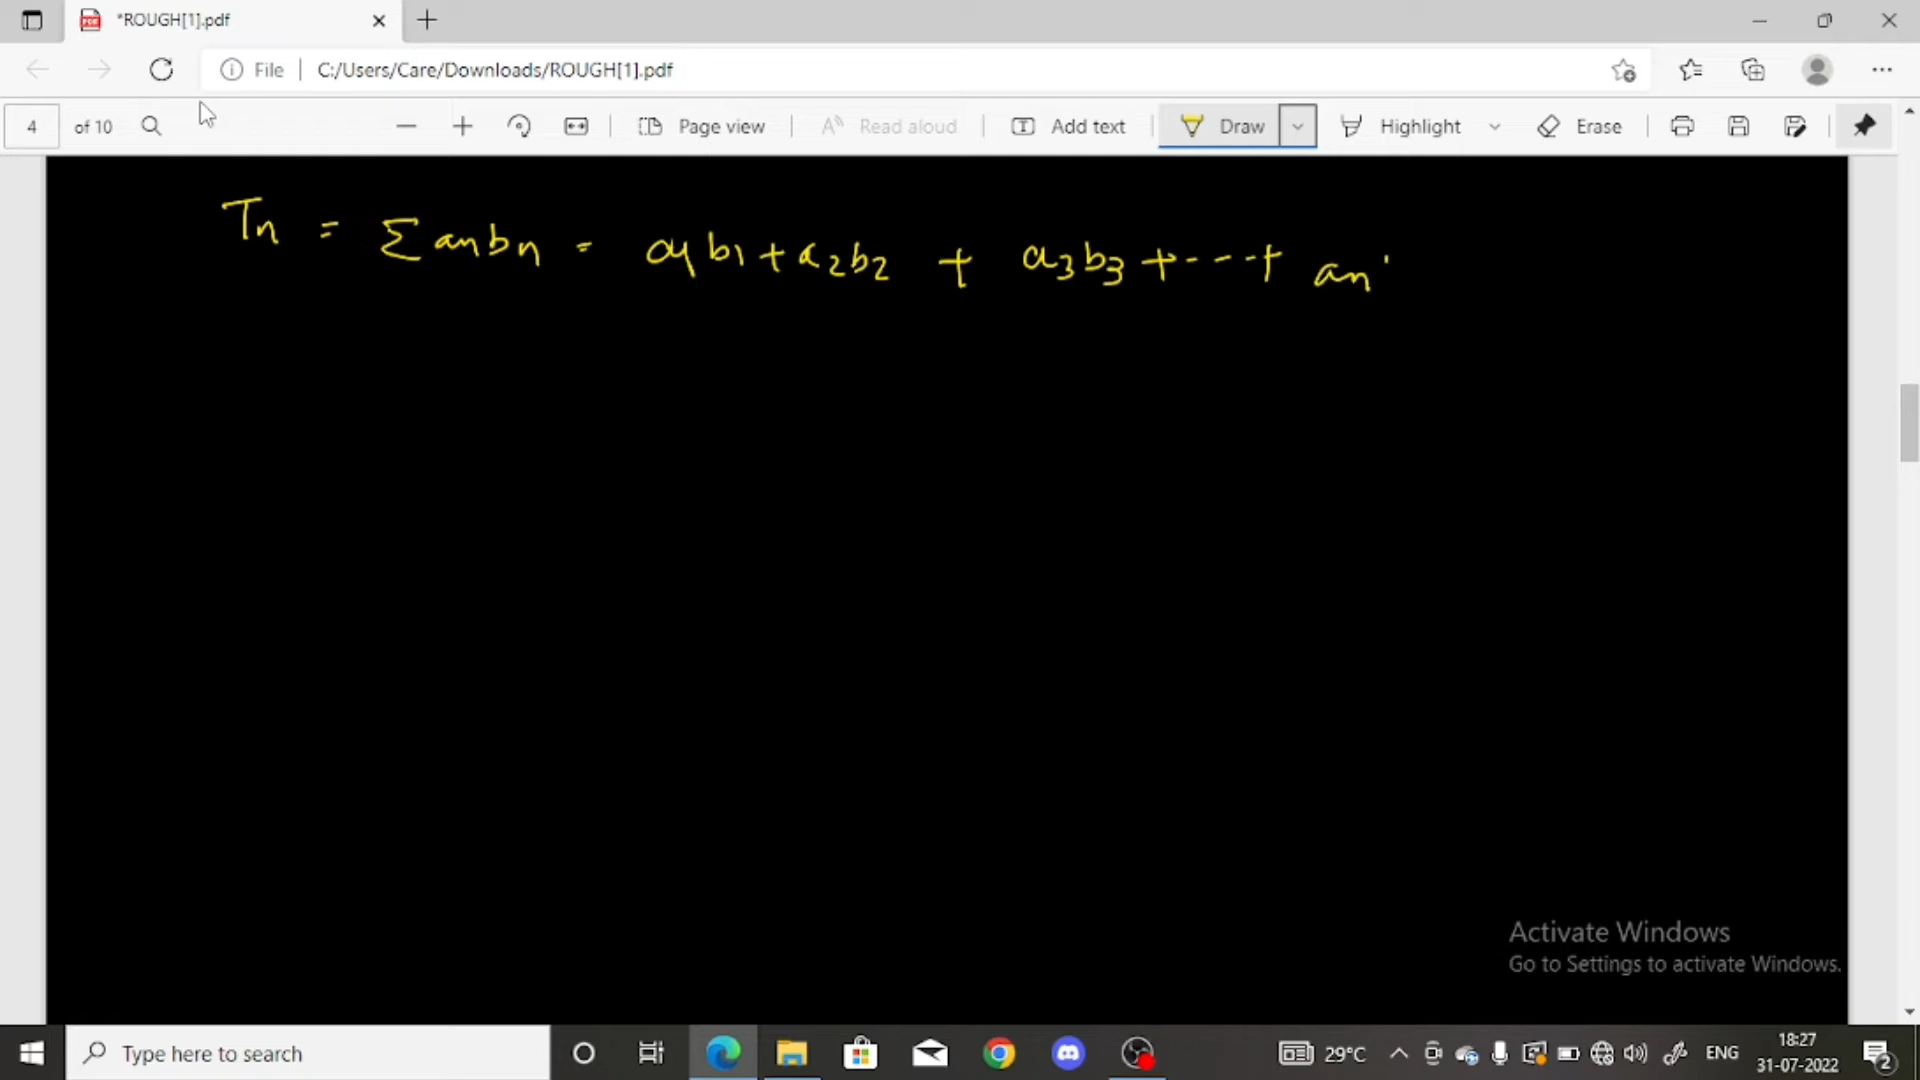 *ROUGH[1].pdf
File C:/Users/Care/Downloads/ROUGH[1].pdf
4 of 10 Page view Read aloud Add text Draw Highlight Erase
Tn = Σ anbn = a1b1 + a2b2 + a3b3 + ---+ an
Activate Windows
Go to Settings to activate Windows.
Type here to search 29°C ENG 18:27
31-07-2022 2